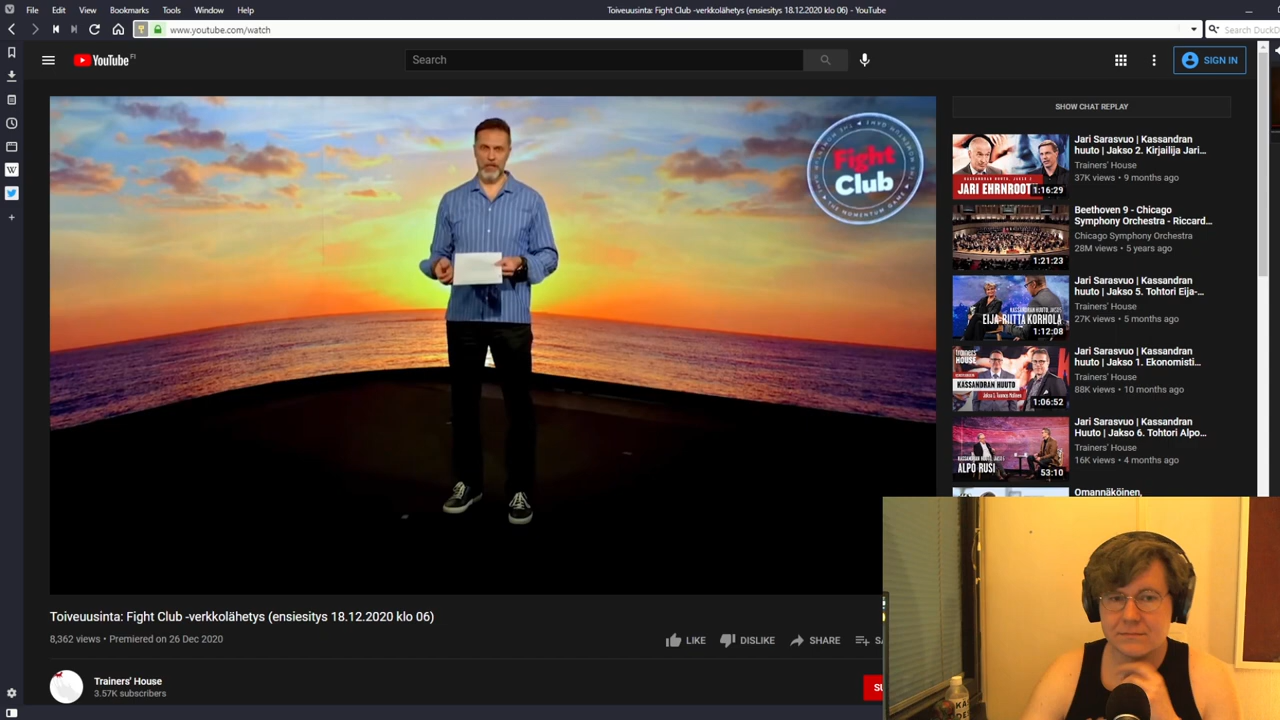 File Edit View Bookmarks Tools Window Help
Toiveuusinta: Fight Club -verkkolähetys (ensiesitys 18.12.2020 klo 06) - YouTube
www.youtube.com/watch
Search DuckD
YouTube FI
Search
SIGN IN
Fight
Club
THE MOMENTUM GAME
SHOW CHAT REPLAY
Jari Sarasvuo | Kassandran
huuto | Jakso 2. Kirjailija Jari...
Trainers' House
37K views • 9 months ago
JARI EHRNROOT
1:16:29
Beethoven 9 - Chicago
Symphony Orchestra - Riccard...
Chicago Symphony Orchestra
28M views • 5 years ago
1:21:23
Jari Sarasvuo | Kassandran
huuto | Jakso 5. Tohtori Eija-...
Trainers' House
27K views • 5 months ago
EIJA-RIITTA KORHOLA
1:12:08
Jari Sarasvuo | Kassandran
huuto | Jakso 1. Ekonomisti...
Trainers' House
88K views • 10 months ago
trainers'
HOUSE
KASSANDRAN HUUTO
1:06:52
Jari Sarasvuo | Kassandran
Huuto | Jakso 6. Tohtori Alpo...
Trainers' House
16K views • 4 months ago
ALPO RUSI
53:10
Omannäköinen,
Toiveuusinta: Fight Club -verkkolähetys (ensiesitys 18.12.2020 klo 06)
8,362 views • Premiered on 26 Dec 2020
LIKE DISLIKE SHARE SA
Trainers' House
3.57K subscribers
SU